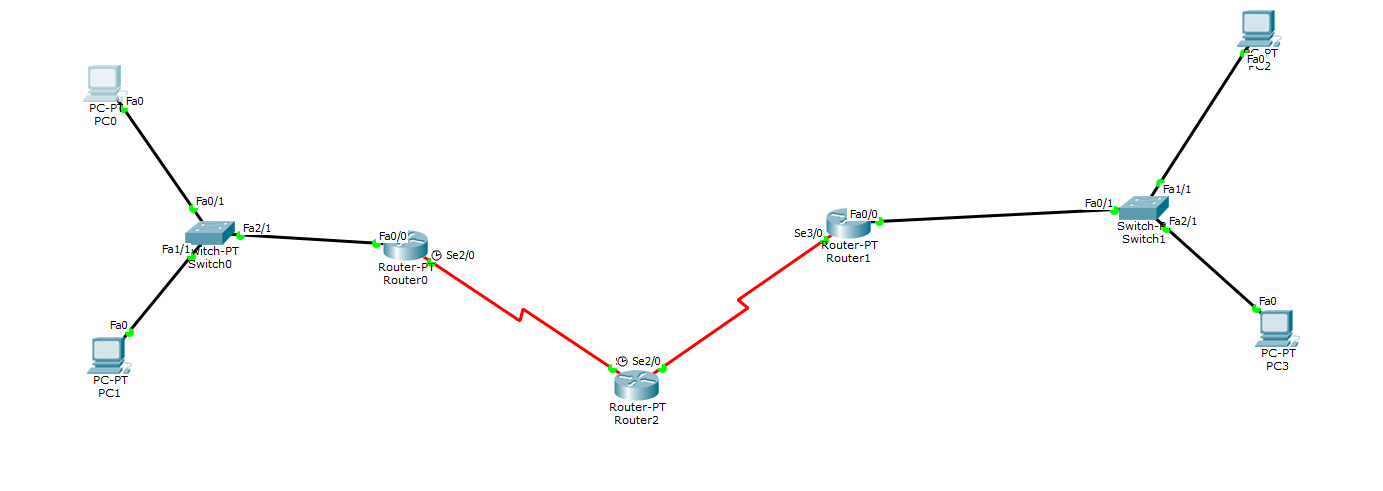 Fa0
PC-PT
PC0
Fa0/1
Fa2/1
Fa1/1
Switch-PT
Switch0
Fa0
PC-PT
PC1
Fa0/0
Se2/0
Router-PT
Router0
Se2/0
Router-PT
Router2
Fa0/0
Se3/0
Router-PT
Router1
Fa0/1
Fa1/1
Fa2/1
Switch1
PC-PT
Fa0
PC2
Fa0
PC-PT
PC3